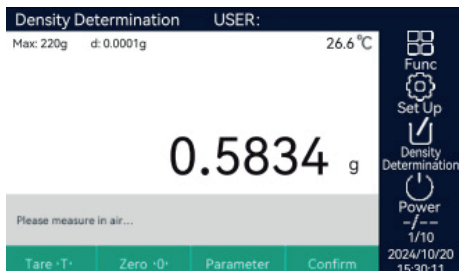 Density Determination USER:
Max: 220g d: 0.0001g 26.6℃
0.5834 g
Please measure in air...
Tare ·T· Zero ·0· Parameter Confirm
Func
Set Up
Density
Determination
Power
-/--
1/10
2024/10/20
15:30:11